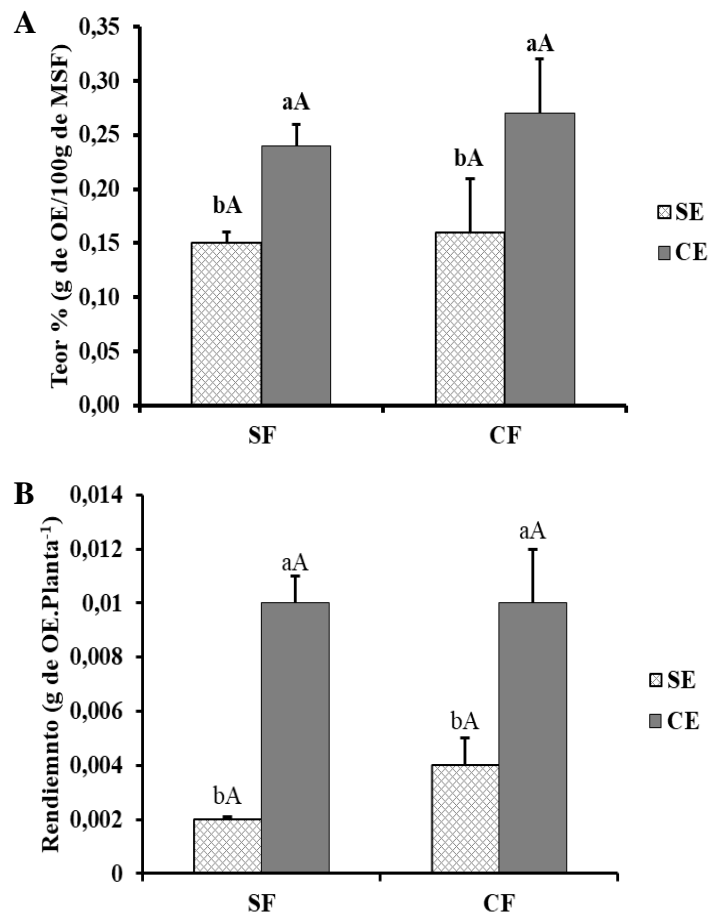 A
Teor % (g de OE/100g de MSF)
0,35
0,30
0,25
0,20
0,15
0,10
0,05
0,00
bA
aA
bA
aA
SF
CF
SE
CE
B
Rendiemnto (g de OE.Planta⁻¹)
0,014
0,012
0,01
0,008
0,006
0,004
0,002
0
bA
aA
bA
aA
SF
CF
SE
CE